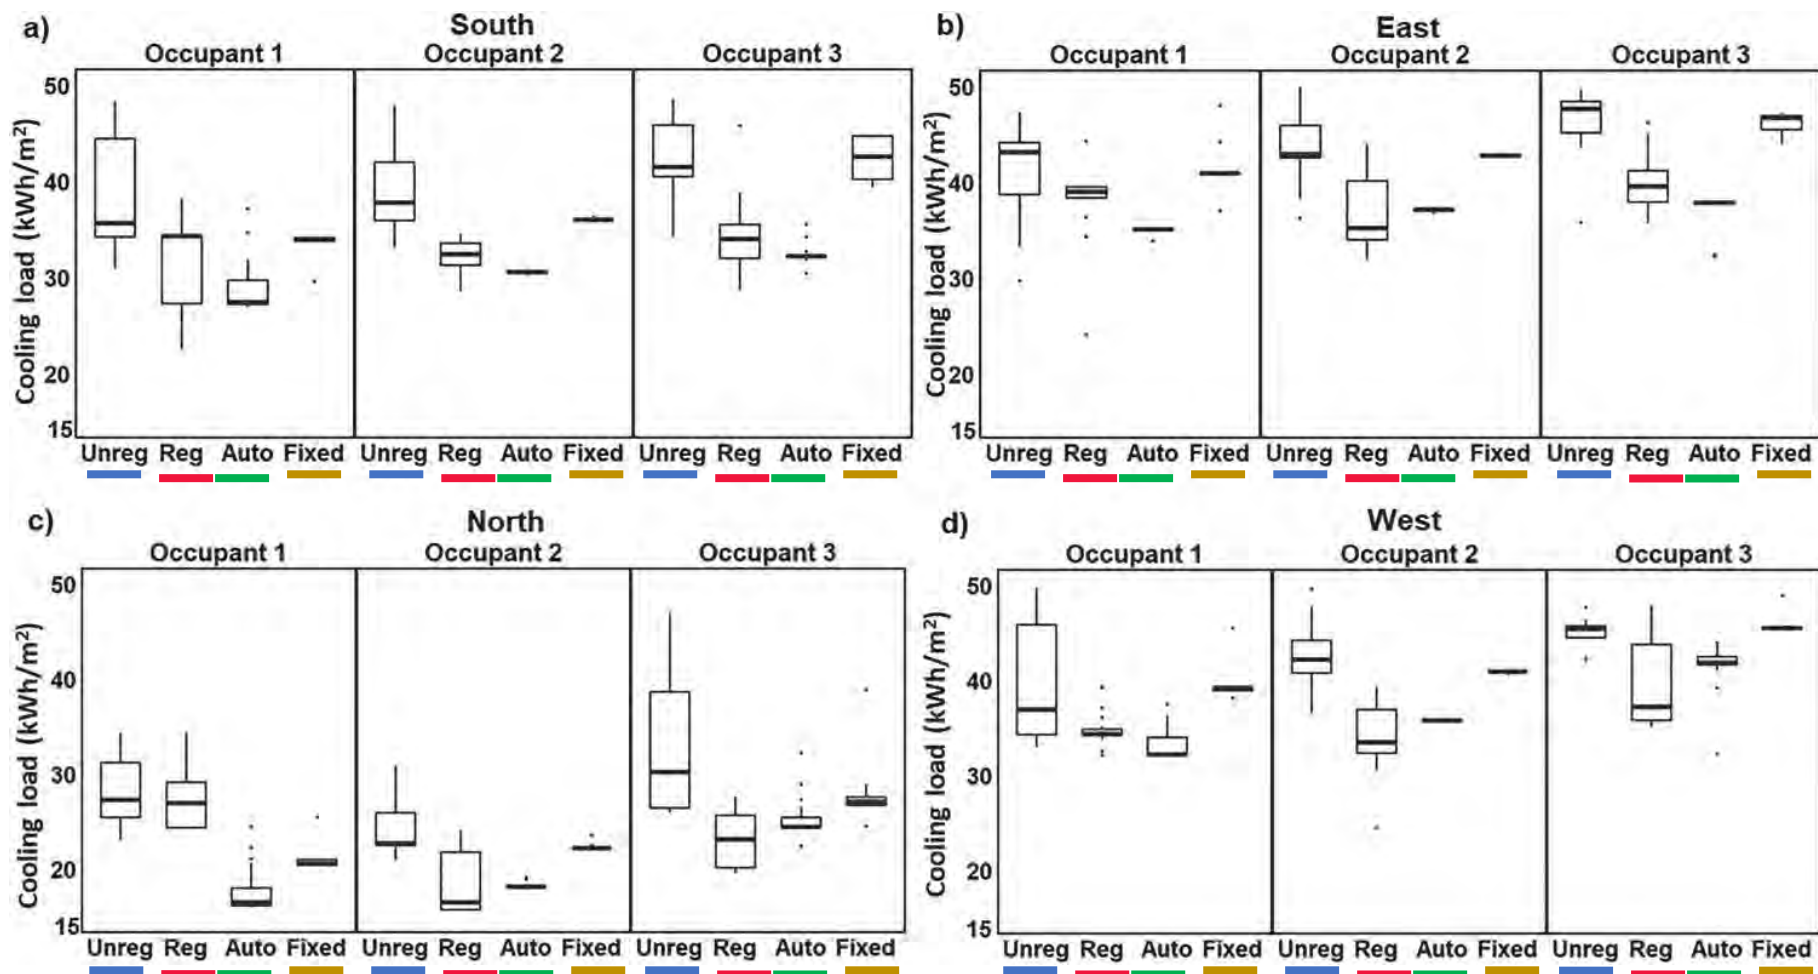 a)
South
Occupant 1
Occupant 2
Occupant 3
Cooling load (kWh/m²)
50
40
30
20
15
Unreg Reg Auto Fixed
Unreg Reg Auto Fixed
Unreg Reg Auto Fixed
b)
East
Occupant 1
Occupant 2
Occupant 3
Cooling load (kWh/m²)
50
40
30
20
15
Unreg Reg Auto Fixed
Unreg Reg Auto Fixed
Unreg Reg Auto Fixed
c)
North
Occupant 1
Occupant 2
Occupant 3
Cooling load (kWh/m²)
50
40
30
20
15
Unreg Reg Auto Fixed
Unreg Reg Auto Fixed
Unreg Reg Auto Fixed
d)
West
Occupant 1
Occupant 2
Occupant 3
Cooling load (kWh/m²)
50
40
30
20
15
Unreg Reg Auto Fixed
Unreg Reg Auto Fixed
Unreg Reg Auto Fixed